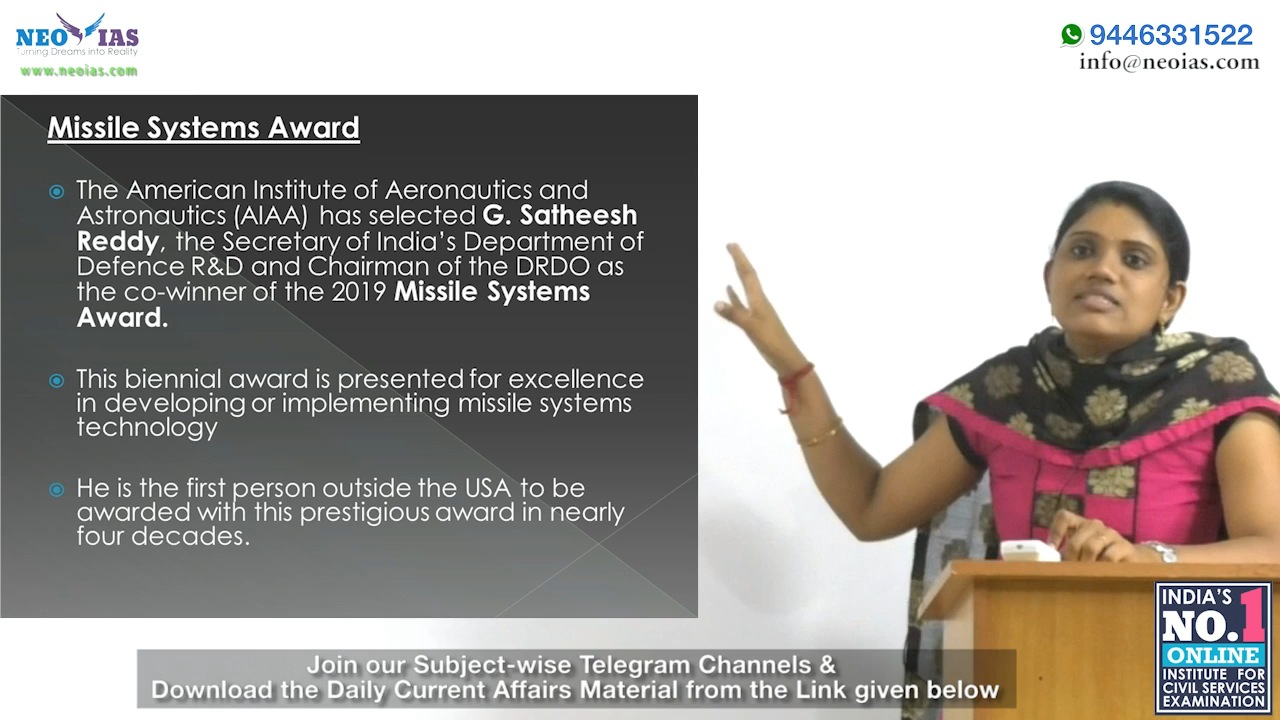 NEO IAS
Turning Dreams into Reality
www.neoias.com
9446331522
info@neoias.com
Missile Systems Award
The American Institute of Aeronautics and
Astronautics (AIAA) has selected G. Satheesh
Reddy, the Secretary of India's Department of
Defence R&D and Chairman of the DRDO as
the co-winner of the 2019 Missile Systems
Award.
This biennial award is presented for excellence
in developing or implementing missile systems
technology
He is the first person outside the USA to be
awarded with this prestigious award in nearly
four decades.
Join our Subject-wise Telegram Channels &
Download the Daily Current Affairs Material from the Link given below
INDIA'S
NO.1
ONLINE
INSTITUTE FOR
CIVIL SERVICES
EXAMINATION